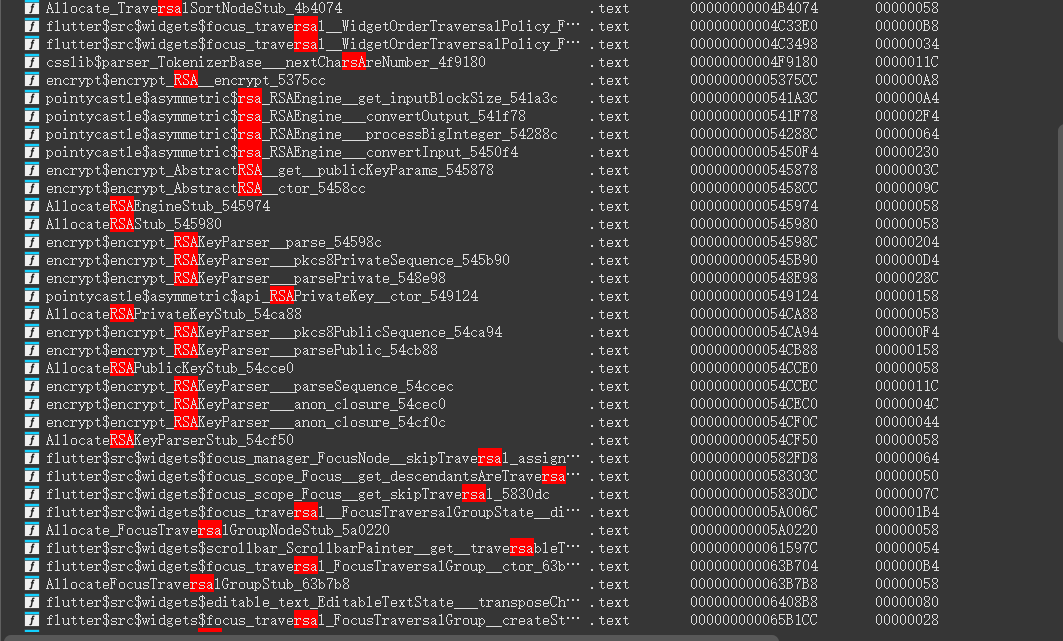 Allocate_TraversalSortNodeStub_4b4074 .text 00000000004B4074 00000058
flutter$src$widgets$focus_traversal__WidgetOrderTraversalPolicy_F… .text 00000000004C33E0 000000B8
flutter$src$widgets$focus_traversal__WidgetOrderTraversalPolicy_F… .text 00000000004C3498 00000034
csslib$parser_TokenizerBase___nextCharsAreNumber_4f9180 .text 00000000004F9180 0000011C
encrypt$encrypt_RSA__encrypt_5375cc .text 00000000005375CC 000000A8
pointycastle$asymmetric$rsa_RSAEngine__get_inputBlockSize_541a3c .text 0000000000541A3C 000000A4
pointycastle$asymmetric$rsa_RSAEngine___convertOutput_541f78 .text 0000000000541F78 000002F4
pointycastle$asymmetric$rsa_RSAEngine___processBigInteger_54288c .text 000000000054288C 00000064
pointycastle$asymmetric$rsa_RSAEngine___convertInput_5450f4 .text 00000000005450F4 00000230
encrypt$encrypt_AbstractRSA__get__publicKeyParams_545878 .text 0000000000545878 0000003C
encrypt$encrypt_AbstractRSA__ctor_5458cc .text 00000000005458CC 0000009C
AllocateRSAEngineStub_545974 .text 0000000000545974 00000058
AllocateRSAStub_545980 .text 0000000000545980 00000058
encrypt$encrypt_RSAKeyParser__parse_54598c .text 000000000054598C 00000204
encrypt$encrypt_RSAKeyParser___pkcs8PrivateSequence_545b90 .text 0000000000545B90 000000D4
encrypt$encrypt_RSAKeyParser___parsePrivate_548e98 .text 0000000000548E98 0000028C
pointycastle$asymmetric$api_RSAPrivateKey__ctor_549124 .text 0000000000549124 00000158
AllocateRSAPrivateKeyStub_54ca88 .text 000000000054CA88 00000058
encrypt$encrypt_RSAKeyParser___pkcs8PublicSequence_54ca94 .text 000000000054CA94 000000F4
encrypt$encrypt_RSAKeyParser___parsePublic_54cb88 .text 000000000054CB88 00000158
AllocateRSAPublicKeyStub_54cce0 .text 000000000054CCE0 00000058
encrypt$encrypt_RSAKeyParser___parseSequence_54ccec .text 000000000054CCEC 0000011C
encrypt$encrypt_RSAKeyParser___anon_closure_54cec0 .text 000000000054CEC0 0000004C
encrypt$encrypt_RSAKeyParser___anon_closure_54cf0c .text 000000000054CF0C 00000044
AllocateRSAKeyParserStub_54cf50 .text 000000000054CF50 00000058
flutter$src$widgets$focus_manager_FocusNode__skipTraversal_assign… .text 0000000000582FD8 00000064
flutter$src$widgets$focus_scope_Focus__get_descendantsAreTraversa… .text 000000000058303C 00000050
flutter$src$widgets$focus_scope_Focus__get_skipTraversal_5830dc .text 00000000005830DC 0000007C
flutter$src$widgets$focus_traversal__FocusTraversalGroupState__di… .text 00000000005A006C 000001B4
Allocate_FocusTraversalGroupNodeStub_5a0220 .text 00000000005A0220 00000058
flutter$src$widgets$scrollbar_ScrollbarPainter__get__traversableT… .text 000000000061597C 00000054
flutter$src$widgets$focus_traversal_FocusTraversalGroup__ctor_63b… .text 000000000063B704 000000B4
AllocateFocusTraversalGroupStub_63b7b8 .text 000000000063B7B8 00000058
flutter$src$widgets$editable_text_EditableTextState___transposeCh… .text 00000000006408B8 00000080
flutter$src$widgets$focus_traversal_FocusTraversalGroup__createSt… .text 000000000065B1CC 00000028